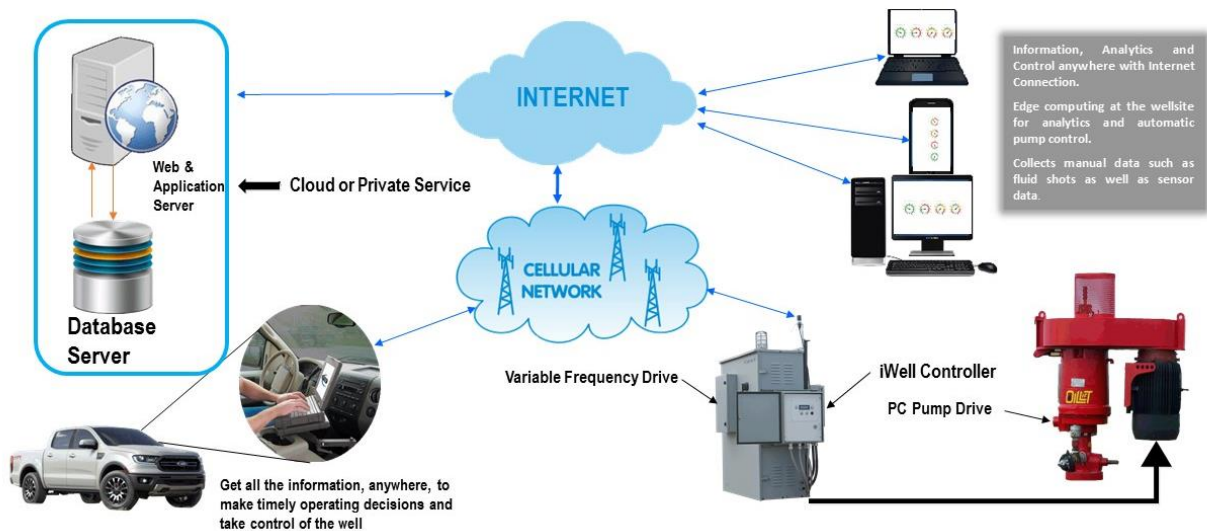 INTERNET
Information, Analytics and
Control anywhere with Internet
Connection.
Edge computing at the wellsite
for analytics and automatic
pump control.
Collects manual data such as
fluid shots as well as sensor
data.
Web &
Application
Server
Cloud or Private Service
CELLULAR
NETWORK
Database
Server
Variable Frequency Drive
iWell Controller
PC Pump Drive
Get all the information, anywhere, to
make timely operating decisions and
take control of the well